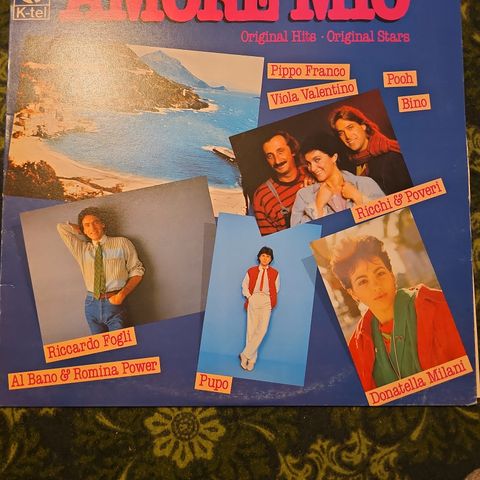 K-tel
AMORE MIO
Original Hits · Original Stars
Pippo Franco
Viola Valentino
Pooh
Bino
Ricchi & Poveri
Riccardo Fogli
Al Bano & Romina Power
Pupo
Donatella Milani